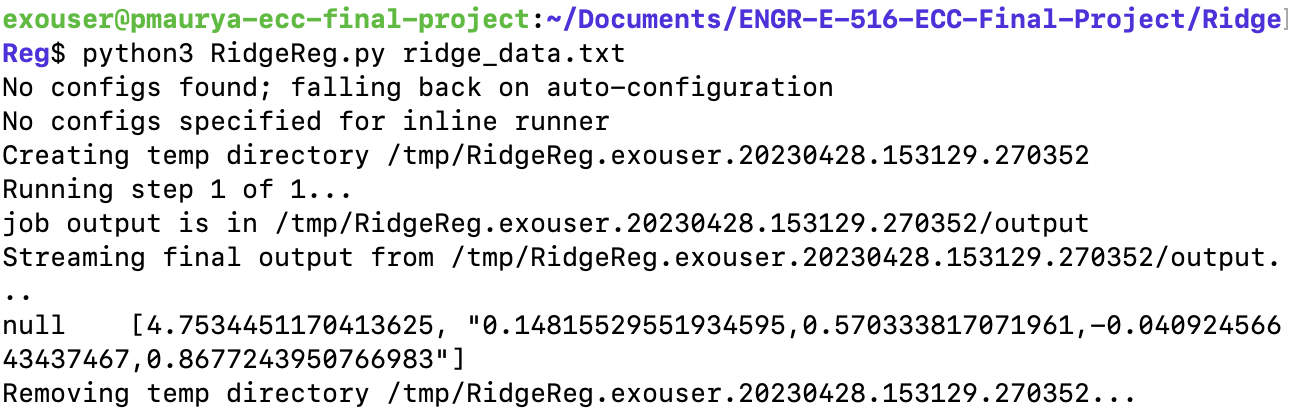 exouser@pmaurya-ecc-final-project:~/Documents/ENGR-E-516-ECC-Final-Project/Ridge]
Reg$ python3 RidgeReg.py ridge_data.txt
No configs found; falling back on auto-configuration
No configs specified for inline runner
Creating temp directory /tmp/RidgeReg.exouser.20230428.153129.270352
Running step 1 of 1...
job output is in /tmp/RidgeReg.exouser.20230428.153129.270352/output
Streaming final output from /tmp/RidgeReg.exouser.20230428.153129.270352/output.
..
null    [4.7534451170413625, "0.14815529551934595,0.570333817071961,-0.040924566
43437467,0.8677243950766983"]
Removing temp directory /tmp/RidgeReg.exouser.20230428.153129.270352...